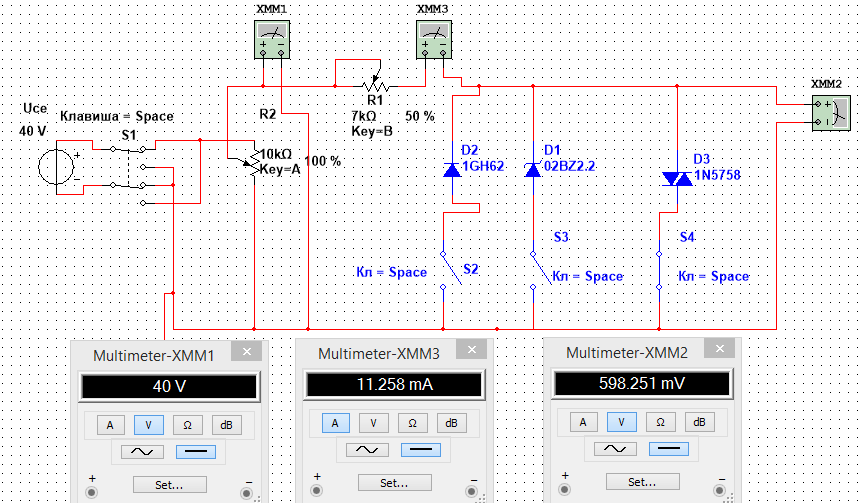 XMM1
XMM3
XMM2
Uce
40 V
Клавиша = Space
S1
R2
10kΩ
Key=A
100 %
R1
7kΩ
Key=B
50 %
D2
1GH62
D1
02BZ2.2
D3
1N5758
Кл = Space
S2
S3
Кл = Space
S4
Кл = Space
Multimeter-XMM1
40 V
A V Ω dB
Set...
+ −
Multimeter-XMM3
11.258 mA
A V Ω dB
Set...
+ −
Multimeter-XMM2
598.251 mV
A V Ω dB
Set...
+ −